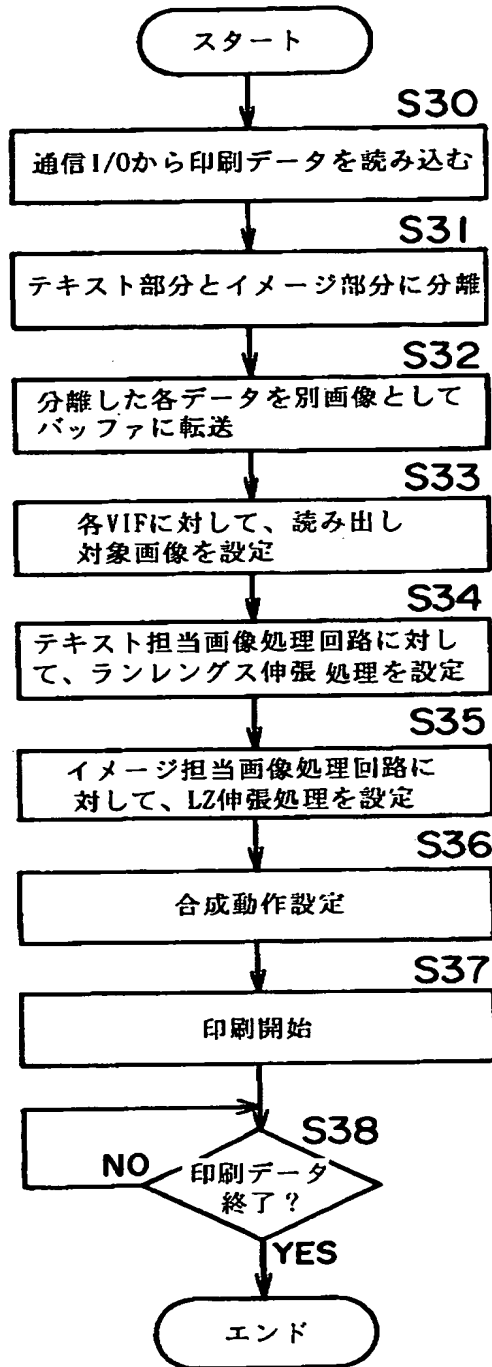 スタート
S30
通信I/Oから印刷データを読み込む
S31
テキスト部分とイメージ部分に分離
S32
分離した各データを別画像として
バッファに転送
S33
各VIFに対して、読み出し
対象画像を設定
S34
テキスト担当画像処理回路に対し
て、ランレングス伸張処理を設定
S35
イメージ担当画像処理回路に
対して、LZ伸張処理を設定
S36
合成動作設定
S37
印刷開始
S38
NO
印刷データ
終了?
YES
エンド